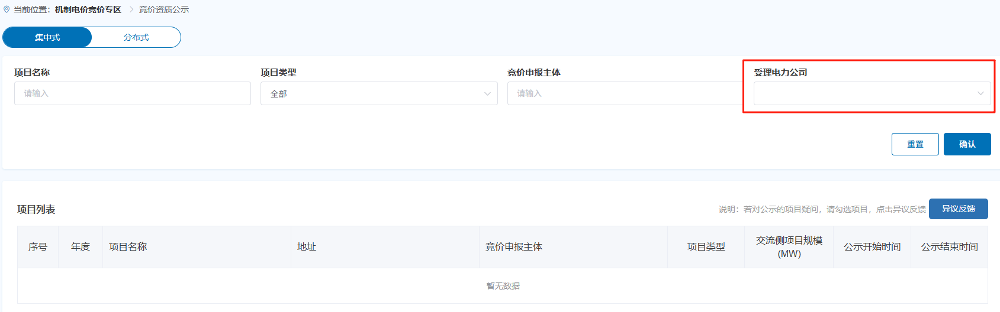 当前位置：机制电价竞价专区 > 竞价资质公示
集中式 分布式
项目名称 项目类型 竞价申报主体 受理电力公司
请输入 全部 请输入
重置 确认
项目列表 说明：若对公示的项目疑问，请勾选项目，点击异议反馈 异议反馈
序号 年度 项目名称 地址 竞价申报主体 项目类型 交流侧项目规模(MW) 公示开始时间 公示结束时间
暂无数据